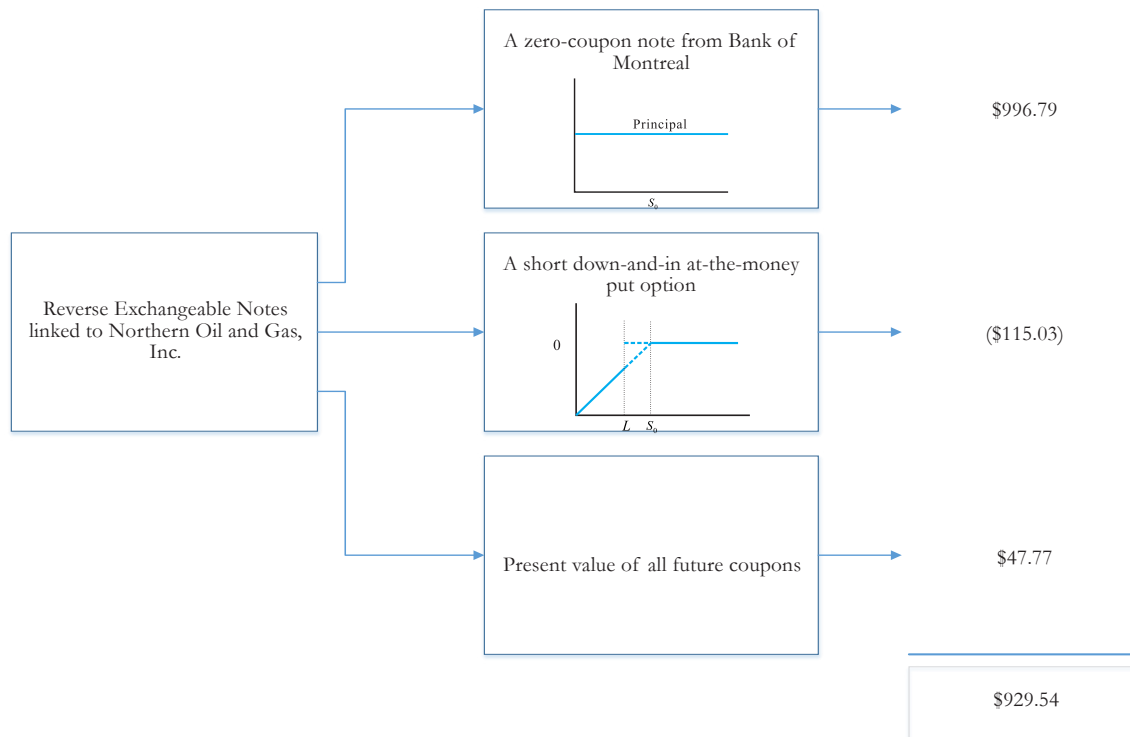 Reverse Exchangeable Notes
linked to Northern Oil and Gas,
Inc.
A zero-coupon note from Bank of
Montreal
Principal
S₀
$996.79
A short down-and-in at-the-money
put option
0
L S₀
($115.03)
Present value of all future coupons
$47.77
$929.54